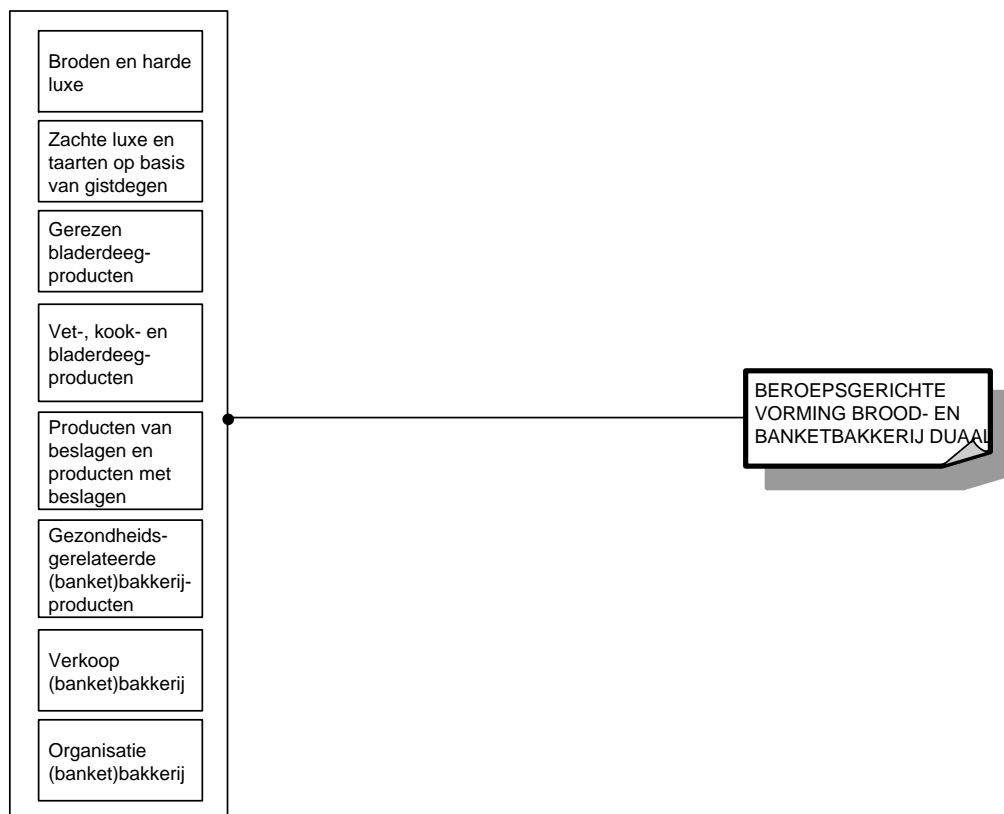 Broden en harde
luxe
Zachte luxe en
taarten op basis
van gistdegen
Gerezen
bladerdeeg-
producten
Vet-, kook- en
bladerdeeg-
producten
Producten van
beslagen en
producten met
beslagen
Gezondheids-
gerelateerde
(banket)bakkerij-
producten
Verkoop
(banket)bakkerij
Organisatie
(banket)bakkerij
BEROEPSGERICHTE
VORMING BROOD- EN
BANKETBAKKERIJ DUAAL